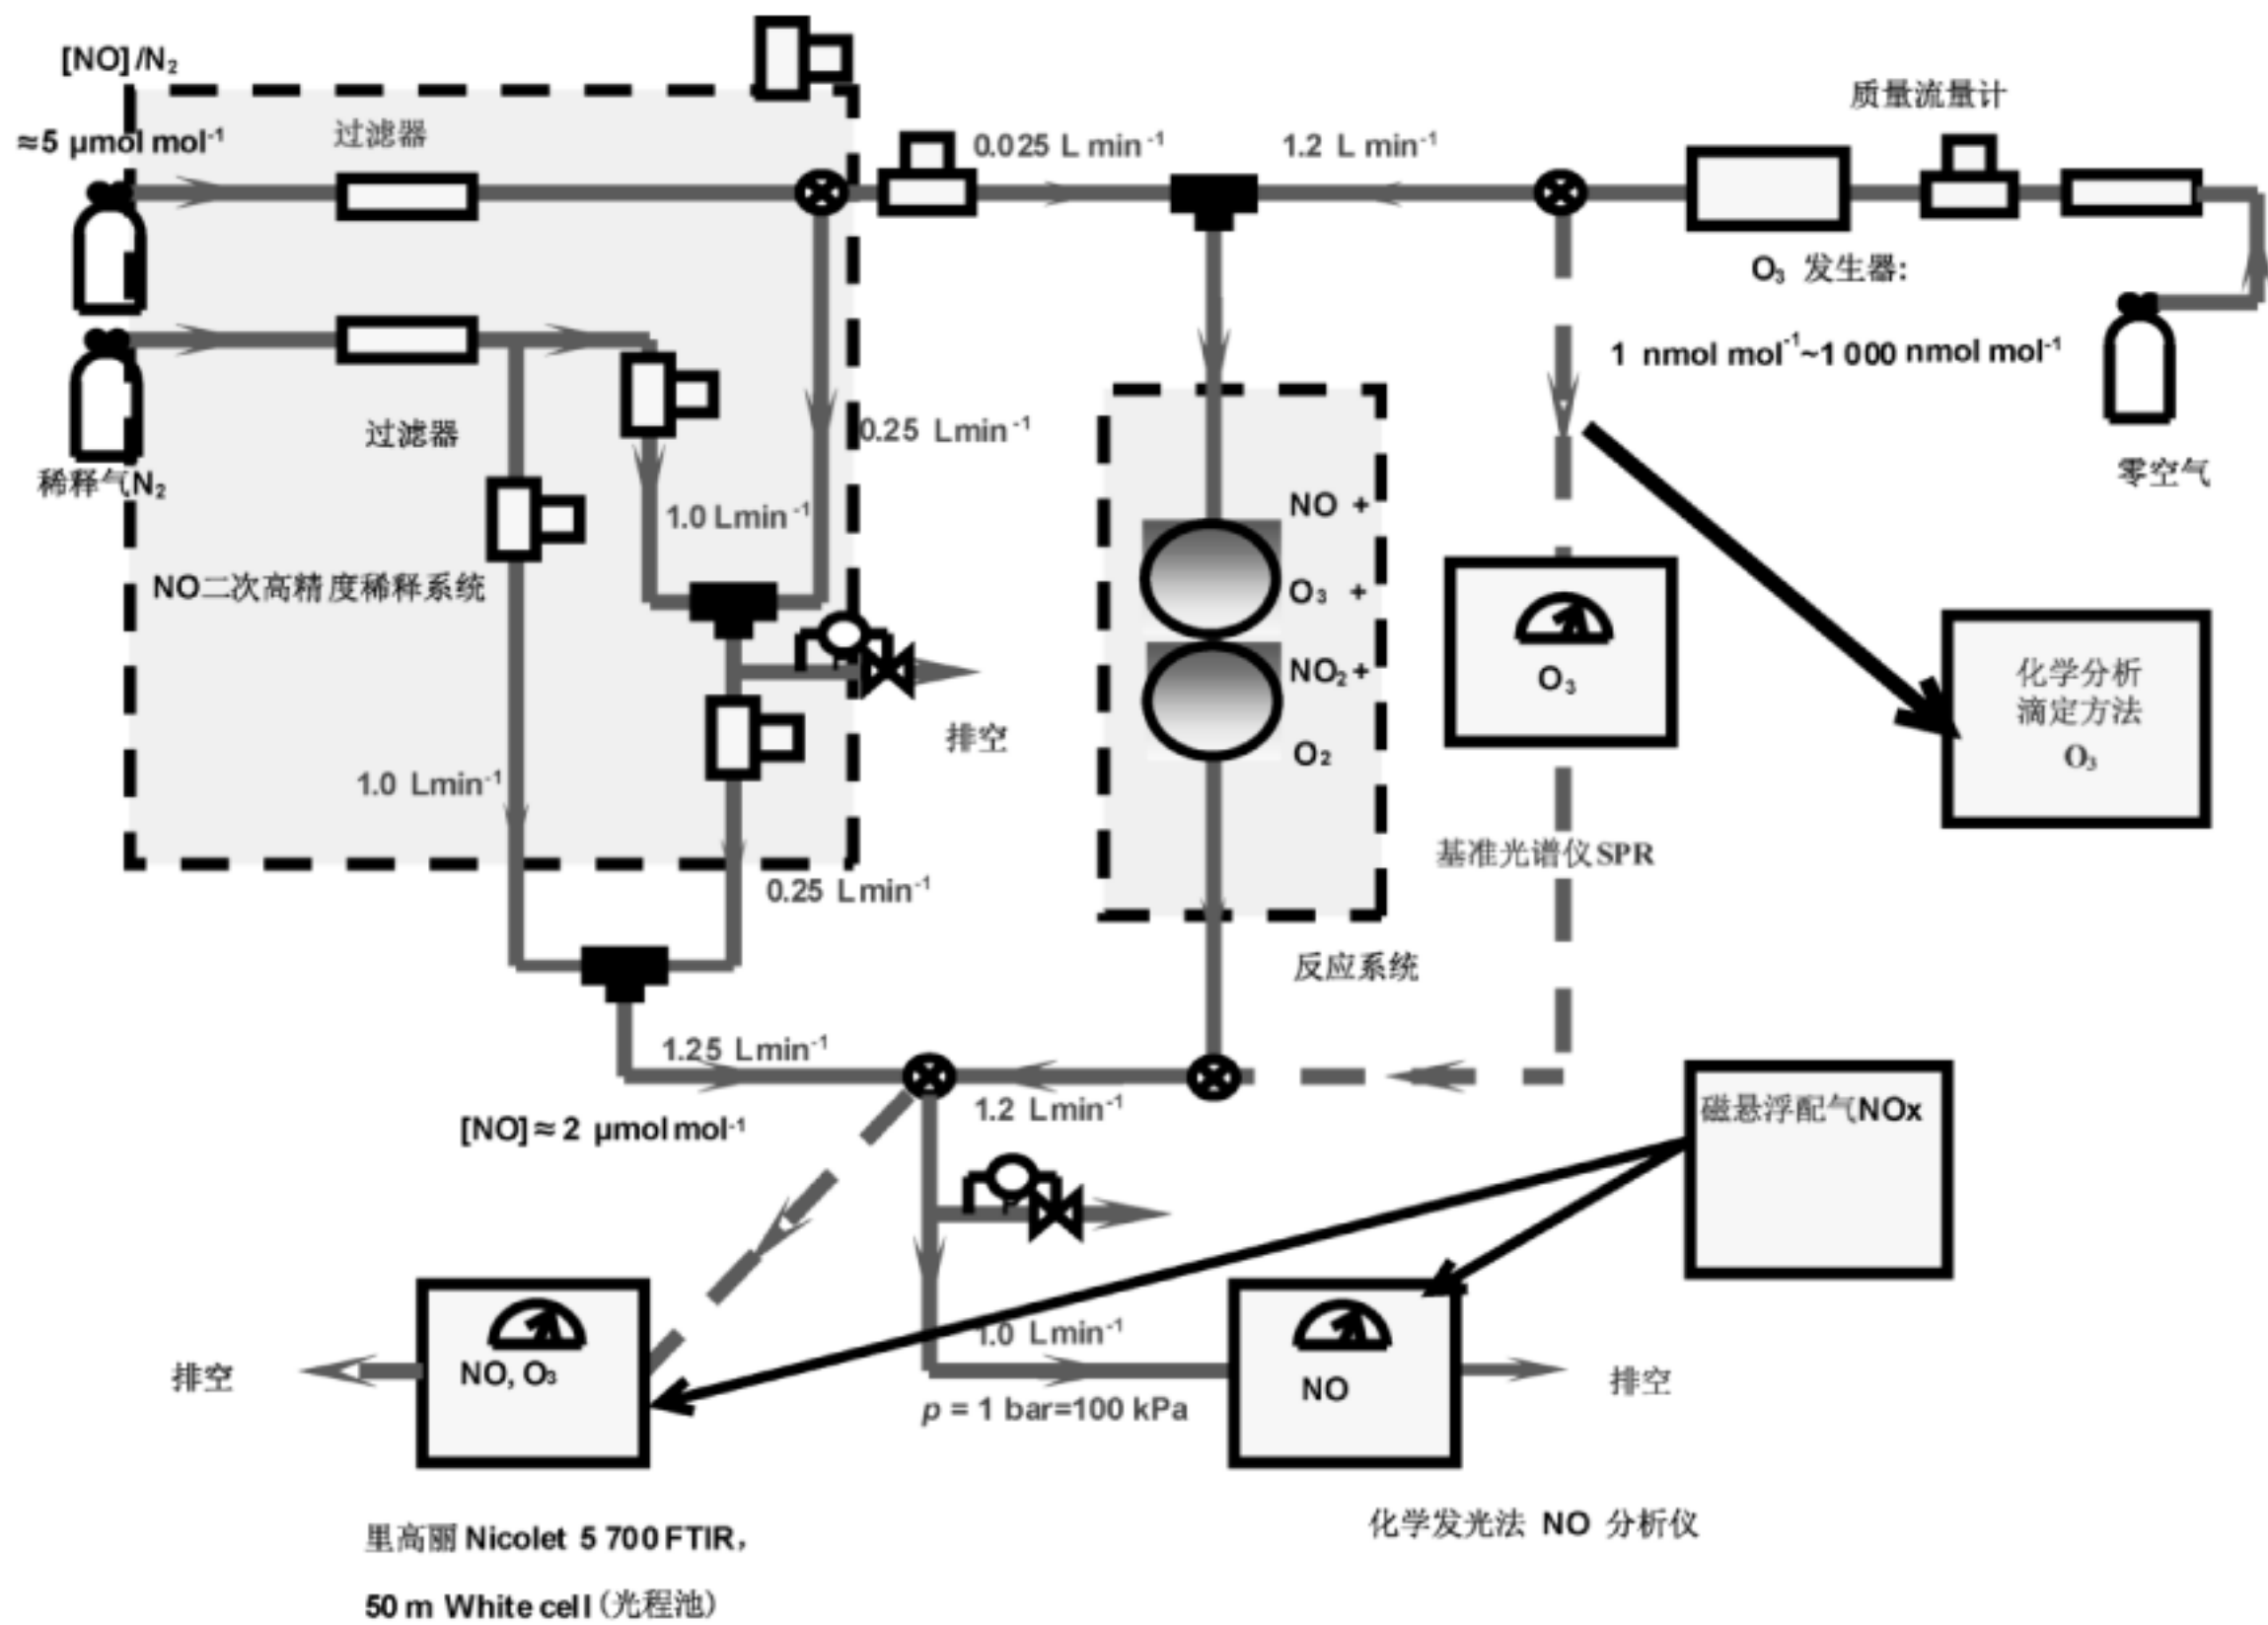 [NO]/N₂
≈5 μmol mol⁻¹
过滤器
0.025 L min⁻¹
1.2 L min⁻¹
质量流量计
O₃ 发生器:
1 nmol mol⁻¹~1 000 nmol mol⁻¹
零空气
过滤器
0.25 Lmin⁻¹
稀释气N₂
1.0 Lmin⁻¹
NO二次高精度稀释系统
NO +
O₃ +
NO₂+
O₂
O₃
化学分析
滴定方法
O₃
P
排空
1.0 Lmin⁻¹
0.25 Lmin⁻¹
基准光谱仪SPR
反应系统
1.25 Lmin⁻¹
1.2 Lmin⁻¹
[NO]≈2 μmol mol⁻¹
磁悬浮配气NOx
P
1.0 Lmin⁻¹
p = 1 bar=100 kPa
排空
NO, O₃
NO
排空
里高丽 Nicolet 5 700 FTIR,
50 m White cell (光程池)
化学发光法 NO 分析仪